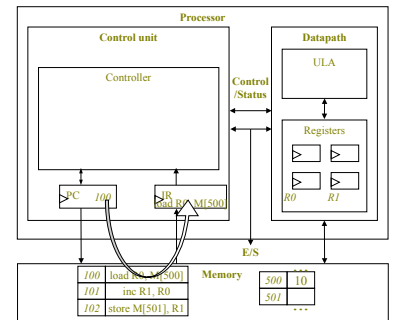 Processor
Control unit
Datapath
Controller
ULA
Control
/Status
Registers
PC 100
IR
load R0, M[500]
R0 R1
E/S
Memory
100 load R0, M[500]
101 inc R1, R0
102 store M[501], R1
...
500 10
501
...